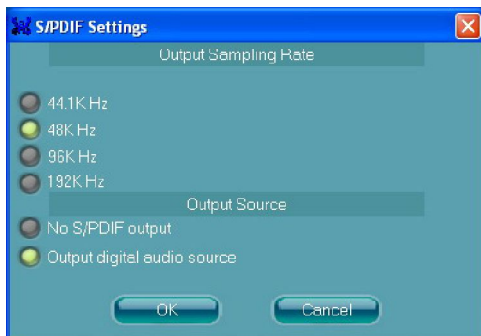 S/PDIF Settings
Output Sampling Rate
44.1K Hz
48K Hz
96K Hz
192K Hz
Output Source
No S/PDIF output
Output digital audio source
OK
Cancel